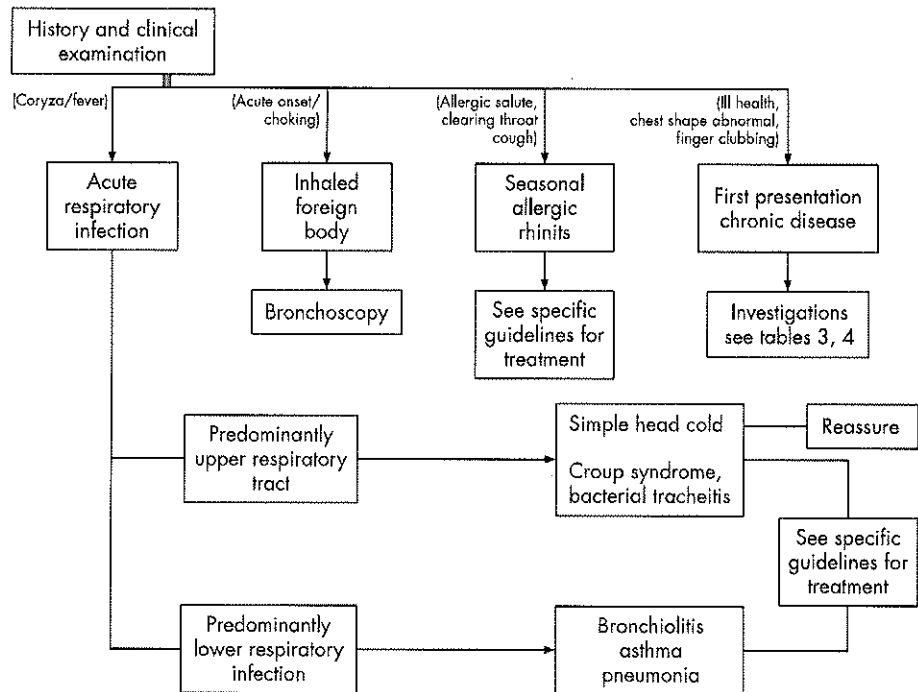 History and clinical
examination
(Coryza/fever)
(Acute onset/
choking)
(Allergic salute,
clearing throat
cough)
(Ill health,
chest shape abnormal,
finger clubbing)
Acute
respiratory
infection
Inhaled
foreign
body
Seasonal
allergic
rhinits
First presentation
chronic disease
Bronchoscopy
See specific
guidelines for
treatment
Investigations
see tables 3, 4
Predominantly
upper respiratory
tract
Simple head cold
Croup syndrome,
bacterial tracheitis
Reassure
See specific
guidelines for
treatment
Predominantly
lower respiratory
infection
Bronchiolitis
asthma
pneumonia